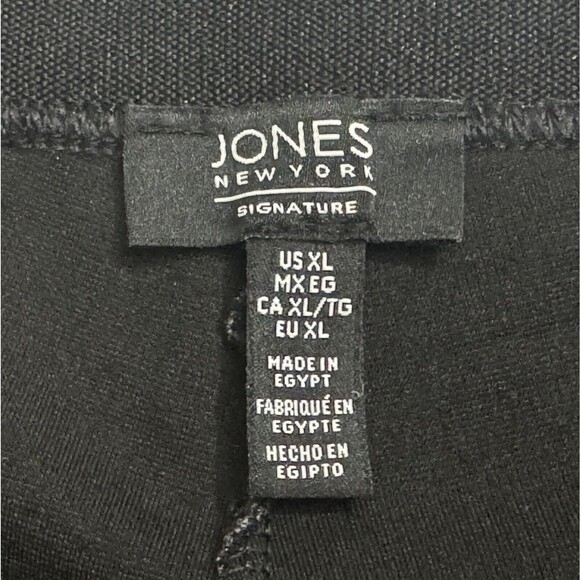 JONES
NEW YORK
SIGNATURE
US XL
MX EG
CA XL/TG
EU XL
MADE IN
EGYPT
FABRIQUÉ EN
EGYPTE
HECHO EN
EGIPTO